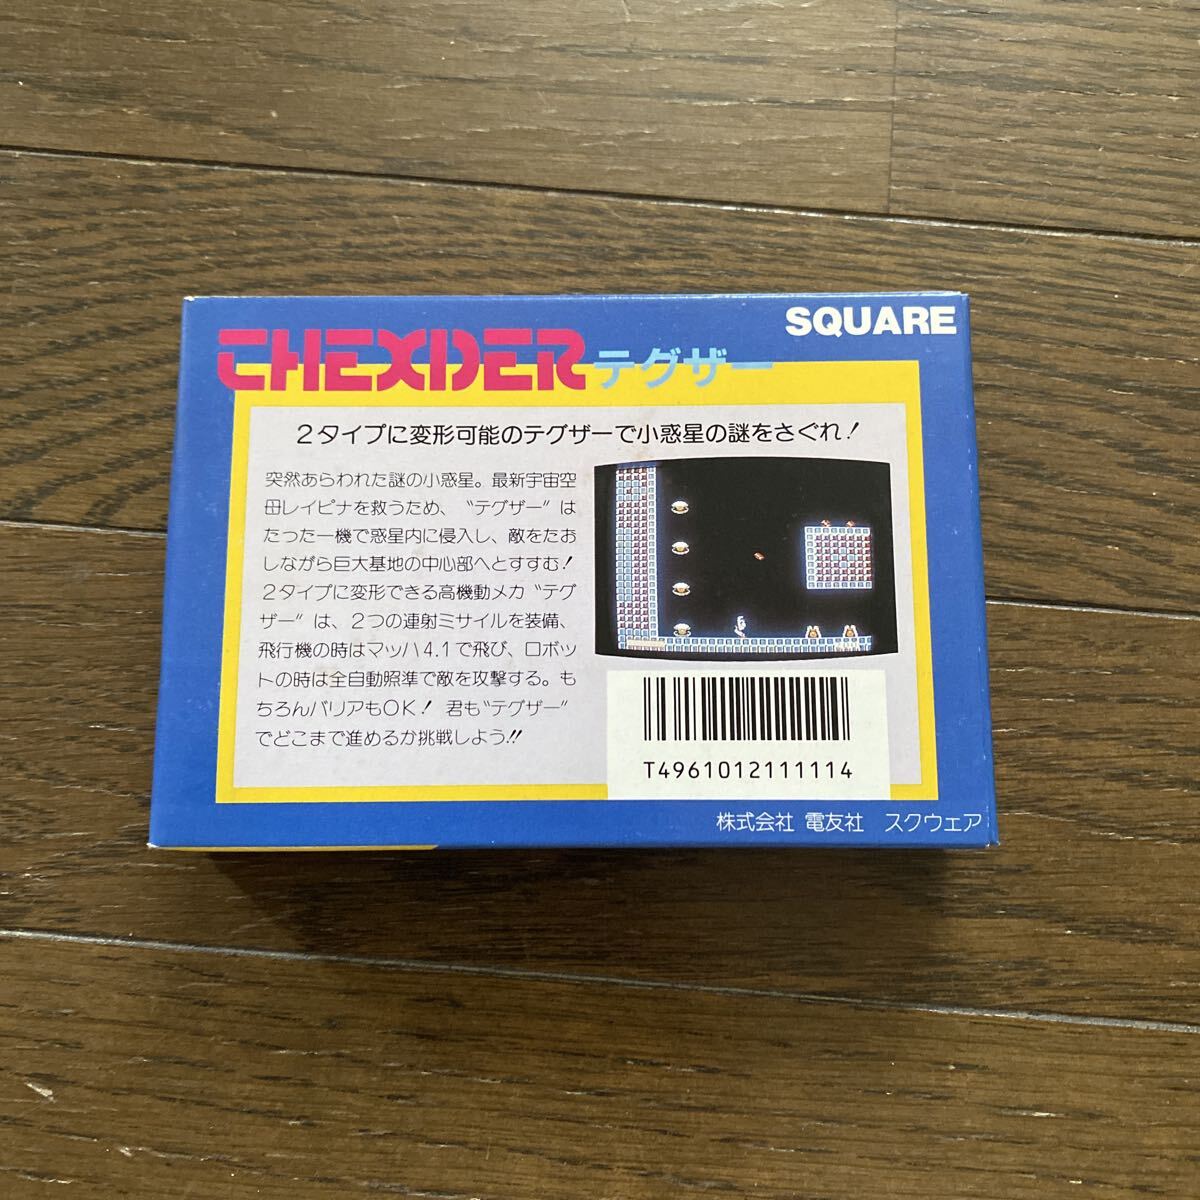 SQUARE
THEXDER テグザー
2タイプに変形可能のテグザーで小惑星の謎をさぐれ!
突然あらわれた謎の小惑星。最新宇宙空
母レイピナを救うため、“テグザー”は
たった一機で惑星内に侵入し、敵をたお
しながら巨大基地の中心部へとすすむ!
2タイプに変形できる高機動メカ“テグ
ザー”は、2つの連射ミサイルを装備、
飛行機の時はマッハ4.1で飛び、ロボッ
トの時は全自動照準で敵を攻撃する。も
ちろんバリアもOK! 君も“テグザー”
でどこまで進めるか挑戦しよう!!
T4961012111114
株式会社 電友社 スクウェア